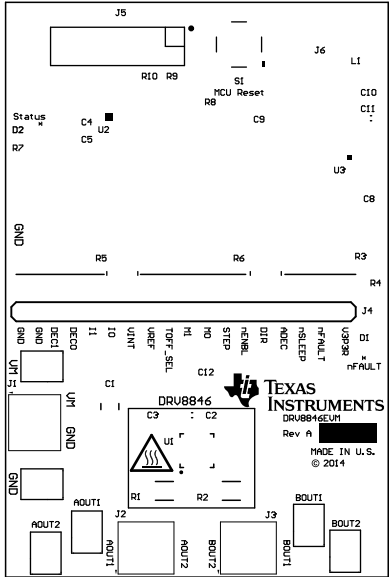 J5
J6
L1
R10 R9
S1
MCU Reset
R8
C10
C11
Status
D2
C4
U2
C5
C9
R7
U3
C8
GND
R5
R6
R3
R4
J4
GND
GND
DEC1
DEC0
I1
I0
VINT
VREF
TOFF_SEL
M1
M0
STEP
nENBL
DIR
ADEC
nSLEEP
nFAULT
V3P3R
D1
nFAULT
VM
J1
C1
C12
TEXAS
INSTRUMENTS
DRV8846
DRV8846EVM
VM
GND
C3
C2
Rev A
U1
MADE IN U.S.
© 2014
GND
R1
R2
AOUT1
J2
J3
BOUT1
AOUT2
AOUT1
AOUT2
BOUT2
BOUT1
BOUT2